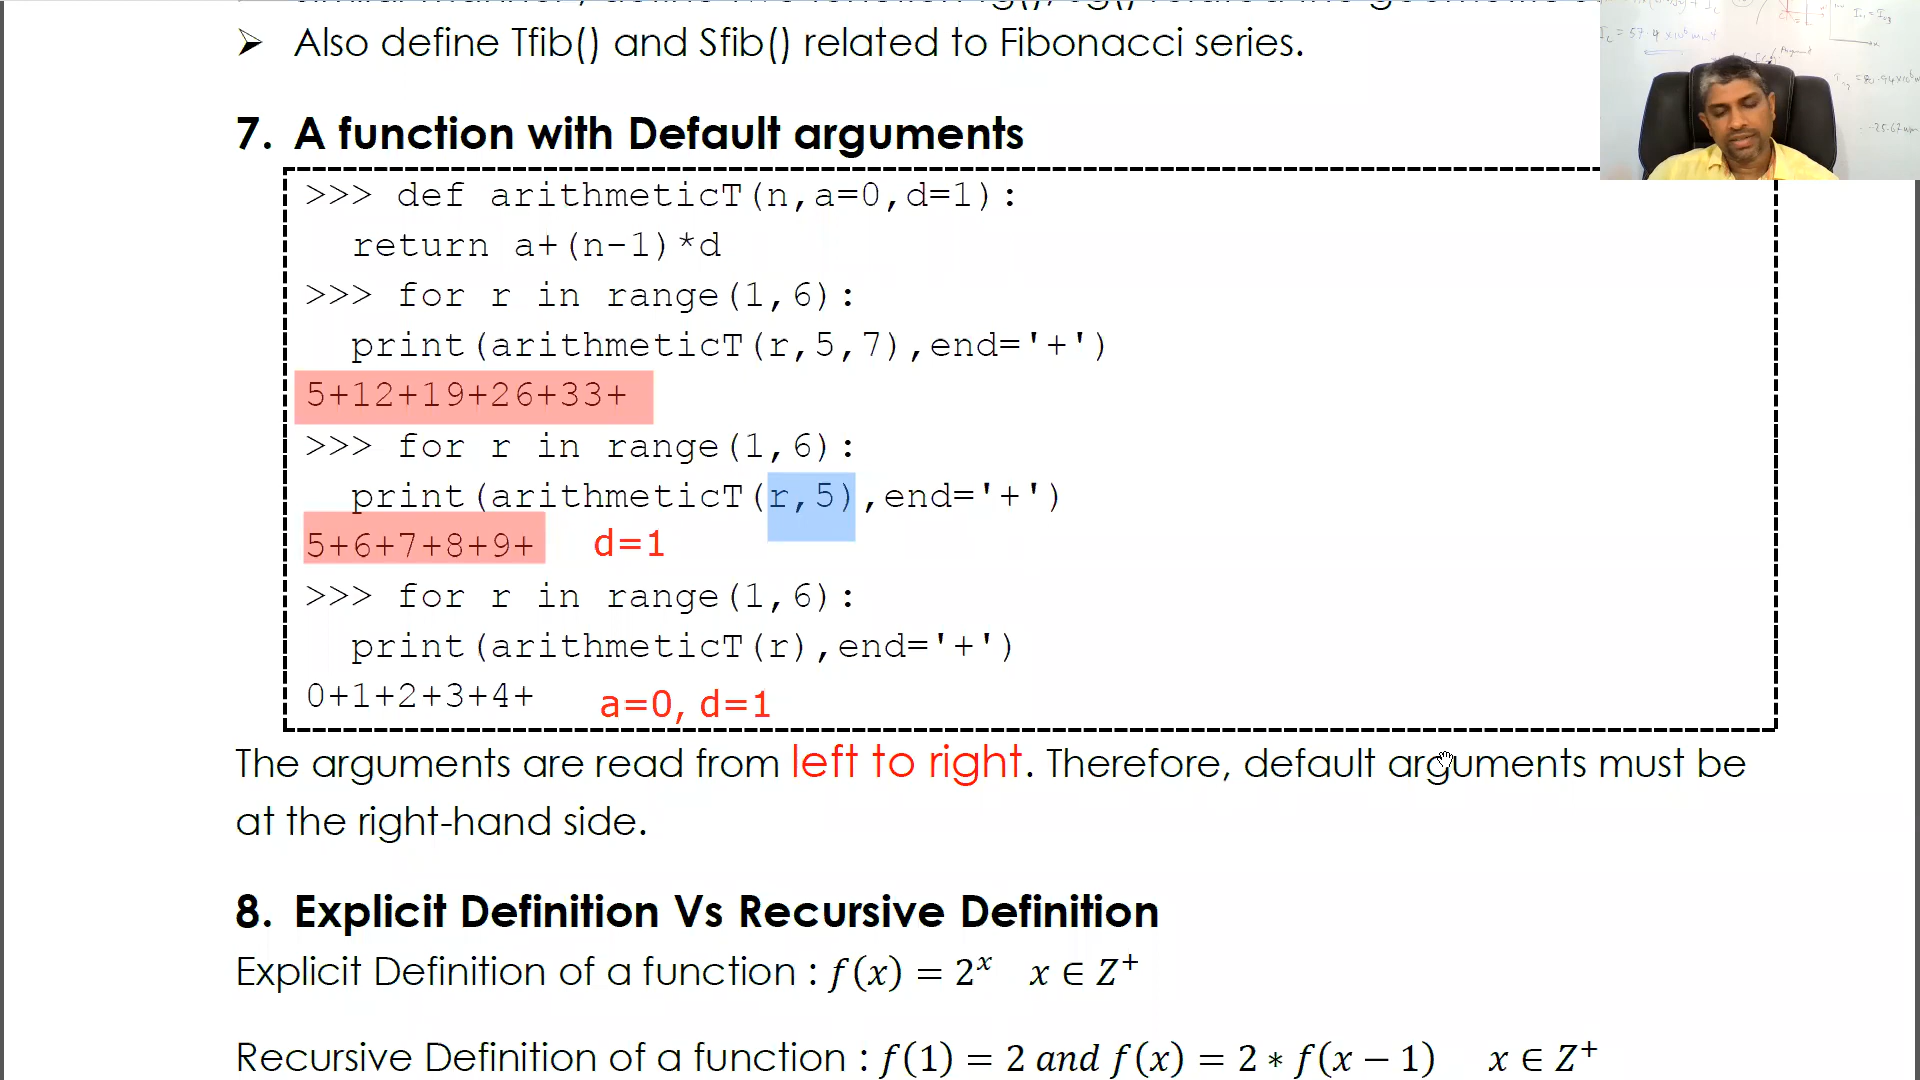 ➢ Also define Tfib() and Sfib() related to Fibonacci series.
7. A function with Default arguments
>>> def arithmeticT(n,a=0,d=1):
return a+(n-1)*d
>>> for r in range(1,6):
print(arithmeticT(r,5,7),end='+')
5+12+19+26+33+
>>> for r in range(1,6):
print(arithmeticT(r,5),end='+')
5+6+7+8+9+ d=1
>>> for r in range(1,6):
print(arithmeticT(r),end='+')
0+1+2+3+4+ a=0, d=1
The arguments are read from left to right. Therefore, default arguments must be
at the right-hand side.
8. Explicit Definition Vs Recursive Definition
Explicit Definition of a function : f(x) = 2ˣ x ∈ Z⁺
Recursive Definition of a function : f(1) = 2 and f(x) = 2 * f(x − 1) x ∈ Z⁺